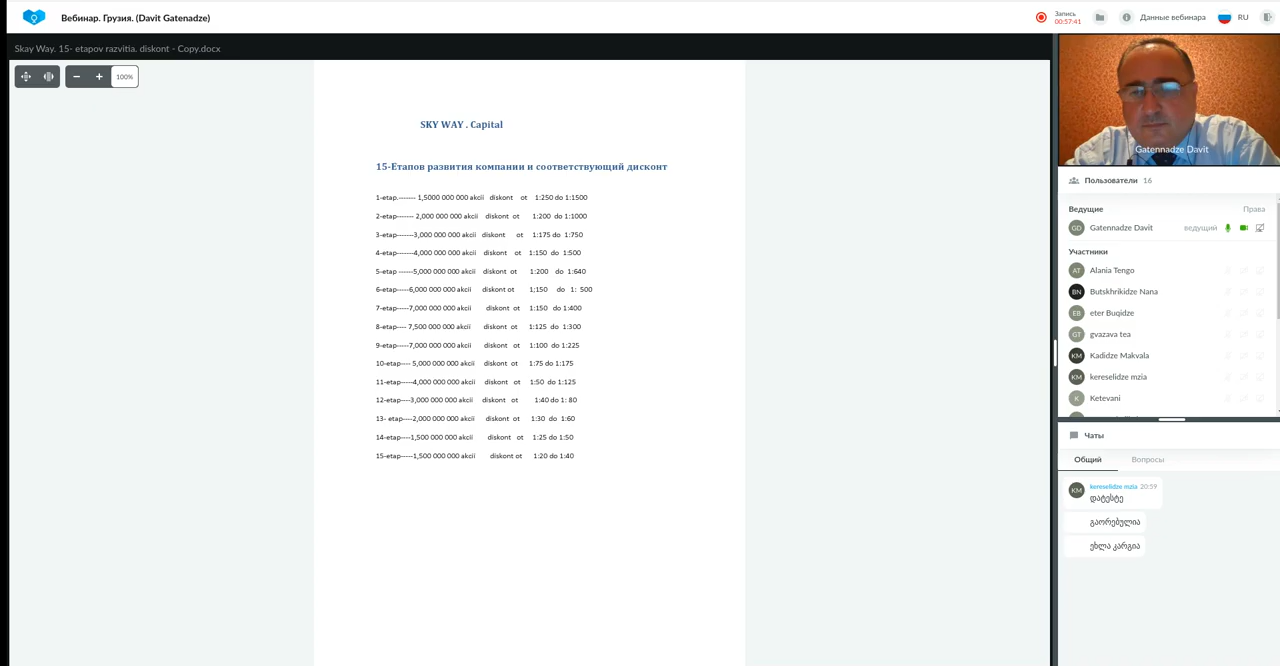 Вебинар. Грузия. (Davit Gatenadze)
Запись
00:57:41
Данные вебинара
RU
Skay Way. 15- etapov razvitia. diskont - Copy.docx
100%
SKY WAY . Capital
15-Етапов развития компании и соответствующий дисконт
1-etap.------- 1,5000 000 000 akcii diskont ot 1:250 do 1:1500
2-etap------- 2,000 000 000 akii diskont ot 1:200 do 1:1000
3-etap-------3,000 000 000 akcii diskont ot 1:175 do 1:750
4-etap-------4,000 000 000 akcii diskont ot 1:150 do 1:500
5-etap ------5,000 000 000 akcii diskont ot 1:200 do 1:640
6-etap-----6,000 000 000 akcii diskont ot 1;150 do 1: 500
7-etap-----7,000 000 000 akcii diskont ot 1:150 do 1:400
8-etap---- 7,500 000 000 akcii diskont ot 1:125 do 1:300
9-etap-----7,000 000 000 akcii diskont ot 1:100 do 1:225
10-etap---- 5,000 000 000 akcii diskont ot 1:75 do 1:175
11-etap-----4,000 000 000 akcii diskont ot 1:50 do 1:125
12-etap----3,000 000 000 akcii diskont ot 1:40 do 1: 80
13- etap----2,000 000 000 akcii diskont ot 1:30 do 1:60
14-etap----1,500 000 000 akcii diskont ot 1:25 do 1:50
15-etap-----1,500 000 000 akcii diskont ot 1:20 do 1:40
Gatennadze Davit
Пользователи 16
Ведущие Права
GD Gatennadze Davit ведущий
Участники
AT Alania Tengo
BN Butskhrikidze Nana
EB eter Buqidze
GT gvazava tea
KM Kadidze Makvala
KM kereselidze mzia
K Ketevani
Чаты
Общий Вопросы
KM kereselidze mzia 20:59
დატესტე
გაორებულია
ეხლა კარგია